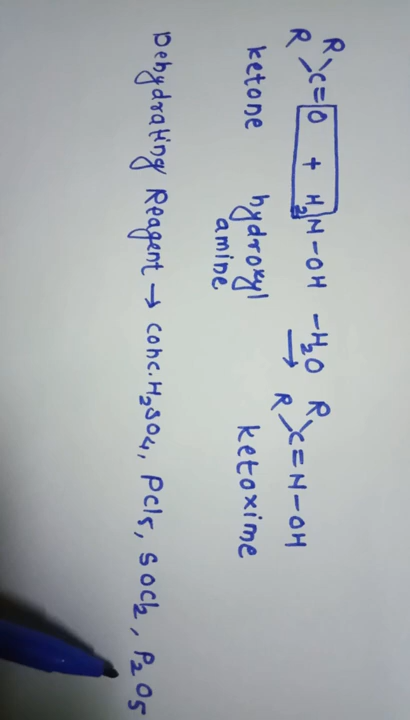 R
R >C=O + H2N-OH -H2O → R
R >C=N-OH
ketone hydroxyl amine ketoxime
Dehydrating Reagent → conc. H2SO4, PCl5, SOCl2, P2O5